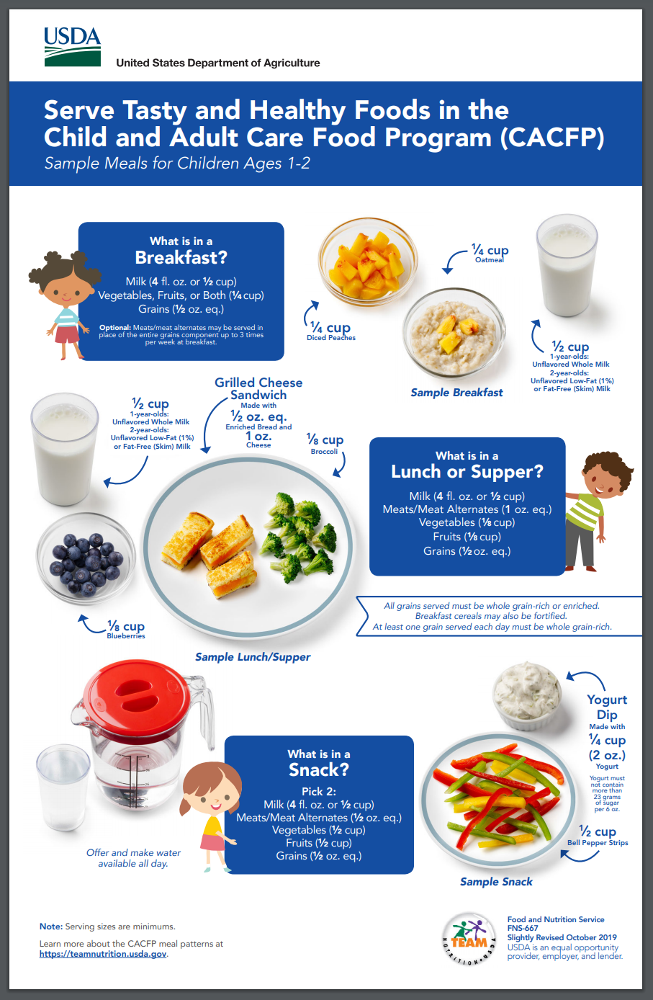 USDA
United States Department of Agriculture
Serve Tasty and Healthy Foods in the
Child and Adult Care Food Program (CACFP)
Sample Meals for Children Ages 1-2
What is in a
Breakfast?
Milk (4 fl. oz. or ½ cup)
Vegetables, Fruits, or Both (¼ cup)
Grains (½ oz. eq.)
Optional: Meats/meat alternates may be served in
place of the entire grains component up to 3 times
per week at breakfast.
¼ cup
Diced Peaches
¼ cup
Oatmeal
½ cup
1-year-olds:
Unflavored Whole Milk
2-year-olds:
Unflavored Low-Fat (1%)
or Fat-Free (Skim) Milk
Sample Breakfast
½ cup
1-year-olds:
Unflavored Whole Milk
2-year-olds:
Unflavored Low-Fat (1%)
or Fat-Free (Skim) Milk
Grilled Cheese
Sandwich
Made with
½ oz. eq.
Enriched Bread and
1 oz.
Cheese
⅛ cup
Broccoli
⅛ cup
Blueberries
Sample Lunch/Supper
What is in a
Lunch or Supper?
Milk (4 fl. oz. or ½ cup)
Meats/Meat Alternates (1 oz. eq.)
Vegetables (⅛ cup)
Fruits (⅛ cup)
Grains (½ oz. eq.)
All grains served must be whole grain-rich or enriched.
Breakfast cereals may also be fortified.
At least one grain served each day must be whole grain-rich.
Offer and make water
available all day.
What is in a
Snack?
Pick 2:
Milk (4 fl. oz. or ½ cup)
Meats/Meat Alternates (½ oz. eq.)
Vegetables (½ cup)
Fruits (½ cup)
Grains (½ oz. eq.)
Yogurt
Dip
Made with
¼ cup
(2 oz.)
Yogurt
Yogurt must
not contain
more than
23 grams
of sugar
per 6 oz.
½ cup
Bell Pepper Strips
Sample Snack
Note: Serving sizes are minimums.
Learn more about the CACFP meal patterns at
https://teamnutrition.usda.gov.
TEAM
NUTRITION • USDA
Food and Nutrition Service
FNS-667
Slightly Revised October 2019
USDA is an equal opportunity
provider, employer, and lender.